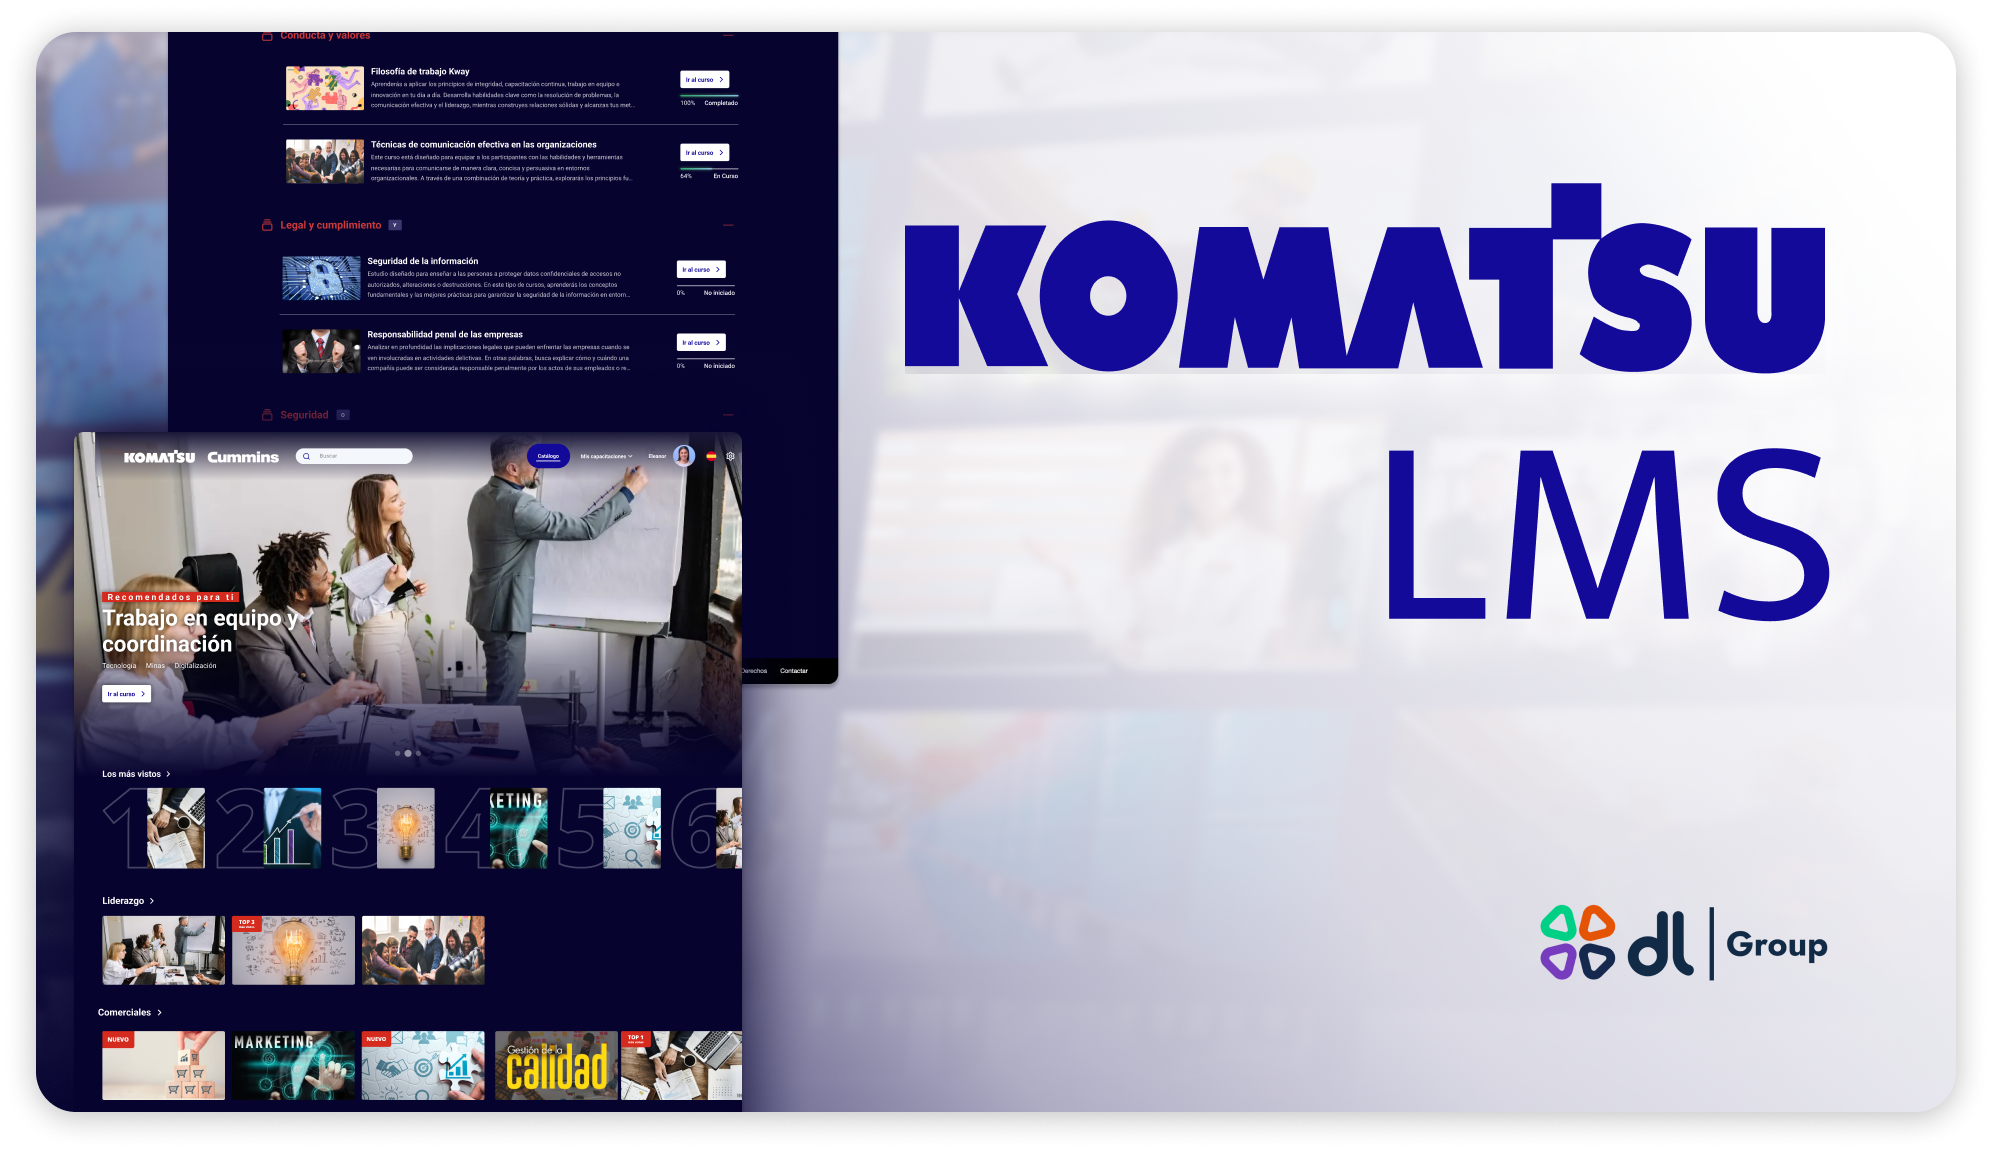 Conducta y valores
Filosofía de trabajo Kway
Aprenderás a aplicar los principios de integridad, capacitación continua, trabajo en equipo e
innovación en tu día a día. Desarrolla habilidades clave como la resolución de problemas, la
comunicación efectiva y el liderazgo, mientras construyes relaciones sólidas y alcanzas tus met...
Ir al curso
100% Completado
Técnicas de comunicación efectiva en las organizaciones
Este curso está diseñado para equipar a los participantes con las habilidades y herramientas
necesarias para comunicarse de manera clara, concisa y persuasiva en entornos
organizacionales. A través de una combinación de teoría y práctica, explorarás los principios fu...
Ir al curso
64% En Curso
Legal y cumplimiento Y
Seguridad de la información
Estudio diseñado para enseñar a las personas a proteger datos confidenciales de accesos no
autorizados, alteraciones o destrucciones. En este tipo de cursos, aprenderás los conceptos
fundamentales y las mejores prácticas para garantizar la seguridad de la información en entorn...
Ir al curso
0% No iniciado
Responsabilidad penal de las empresas
Analizar en profundidad las implicaciones legales que pueden enfrentar las empresas cuando se
ven involucradas en actividades delictivas. En otras palabras, busca explicar cómo y cuándo una
compañía puede ser considerada responsable penalmente por los actos de sus empleados o re...
Ir al curso
0% No iniciado
Seguridad O
Derechos Contactar
KOMATSU Cummins Buscar Catálogo Mis capacitaciones Eleanor
Recomendados para tí
Trabajo en equipo y
coordinación
Tecnología Minas Digitalización
Ir al curso
Los más vistos
1 2 3 4 5 6
KETING
Liderazgo
TOP 3
Comerciales
NUEVO
MARKETING
NUEVO
Gestión de la
calidad
TOP 1
KOMATSU
LMS
dl Group